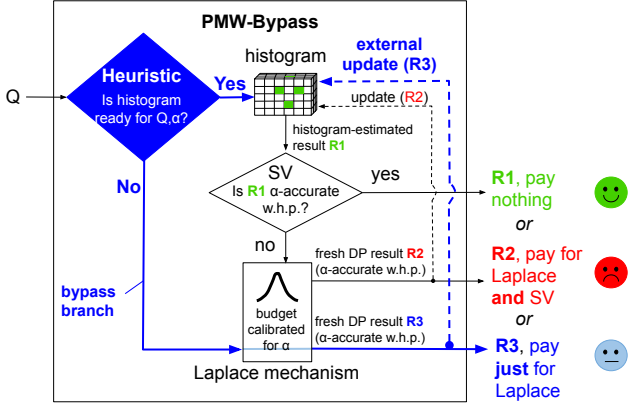 PMW-Bypass
Q
Heuristic
Is histogram
ready for Q,α?
Yes
No
histogram
external
update (R3)
update (R2)
histogram-estimated
result R1
SV
Is R1 α-accurate
w.h.p.?
yes
no
R1, pay
nothing
or
fresh DP result R2
(α-accurate w.h.p.)
R2, pay for
Laplace
and SV
or
bypass
branch
budget
calibrated
for α
fresh DP result R3
(α-accurate w.h.p.)
R3, pay
just for
Laplace
Laplace mechanism